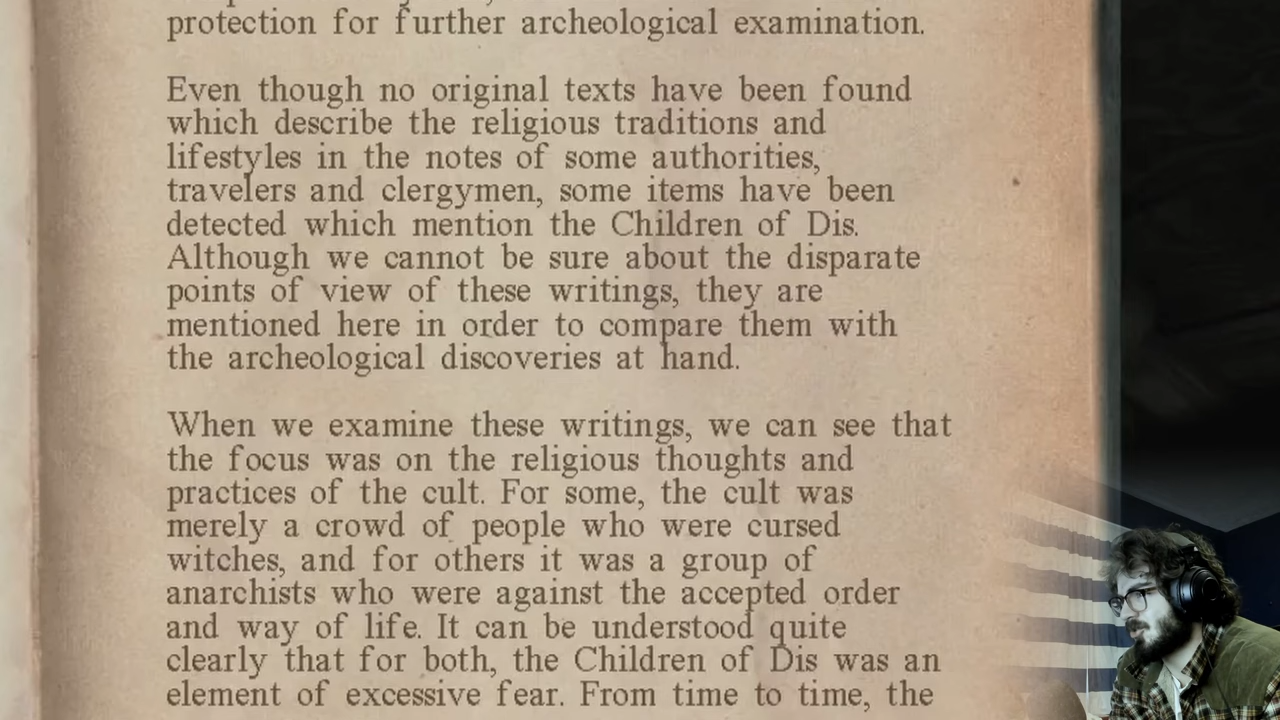 protection for further archeological examination.
Even though no original texts have been found
which describe the religious traditions and
lifestyles in the notes of some authorities,
travelers and clergymen, some items have been
detected which mention the Children of Dis.
Although we cannot be sure about the disparate
points of view of these writings, they are
mentioned here in order to compare them with
the archeological discoveries at hand.
When we examine these writings, we can see that
the focus was on the religious thoughts and
practices of the cult. For some, the cult was
merely a crowd of people who were cursed
witches, and for others it was a group of
anarchists who were against the accepted order
and way of life. It can be understood quite
clearly that for both, the Children of Dis was an
element of excessive fear. From time to time, the